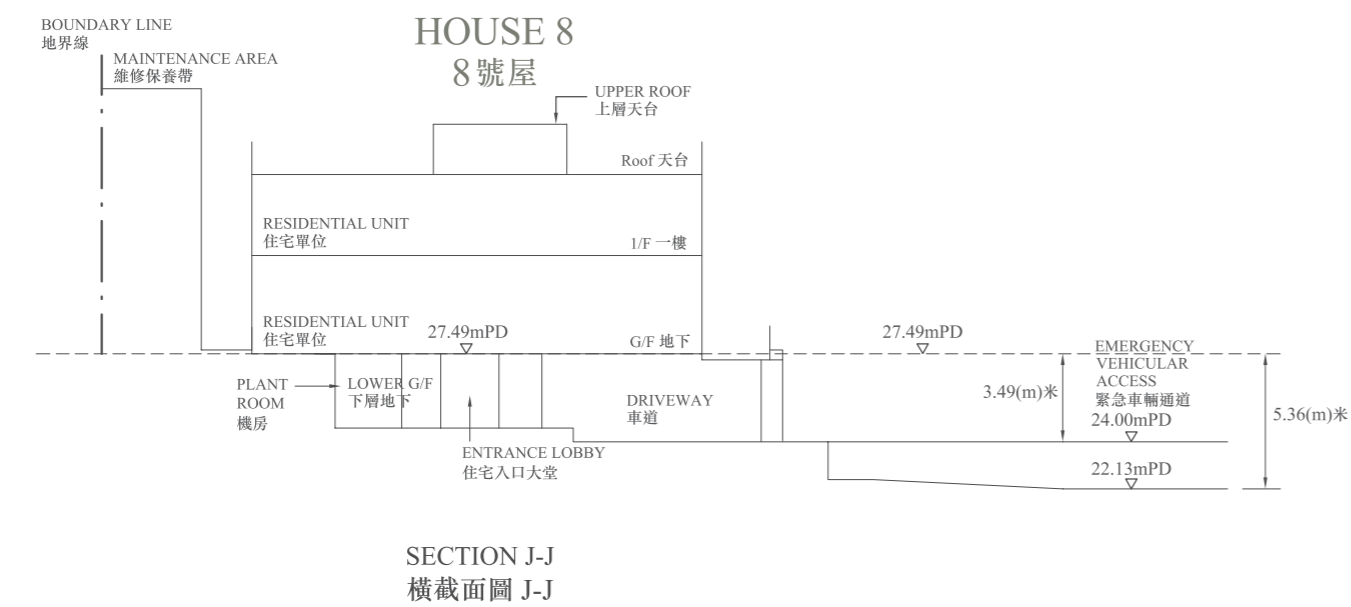 BOUNDARY LINE
地界線
MAINTENANCE AREA
維修保養帶
HOUSE 8
8號屋
UPPER ROOF
上層天台
Roof 天台
RESIDENTIAL UNIT
住宅單位
1/F 一樓
RESIDENTIAL UNIT
住宅單位
27.49mPD
G/F 地下
27.49mPD
PLANT
ROOM
機房
LOWER G/F
下層地下
ENTRANCE LOBBY
住宅入口大堂
DRIVEWAY
車道
3.49(m)米
EMERGENCY
VEHICULAR
ACCESS
緊急車輛通道
24.00mPD
22.13mPD
5.36(m)米
SECTION J-J
橫截面圖 J-J